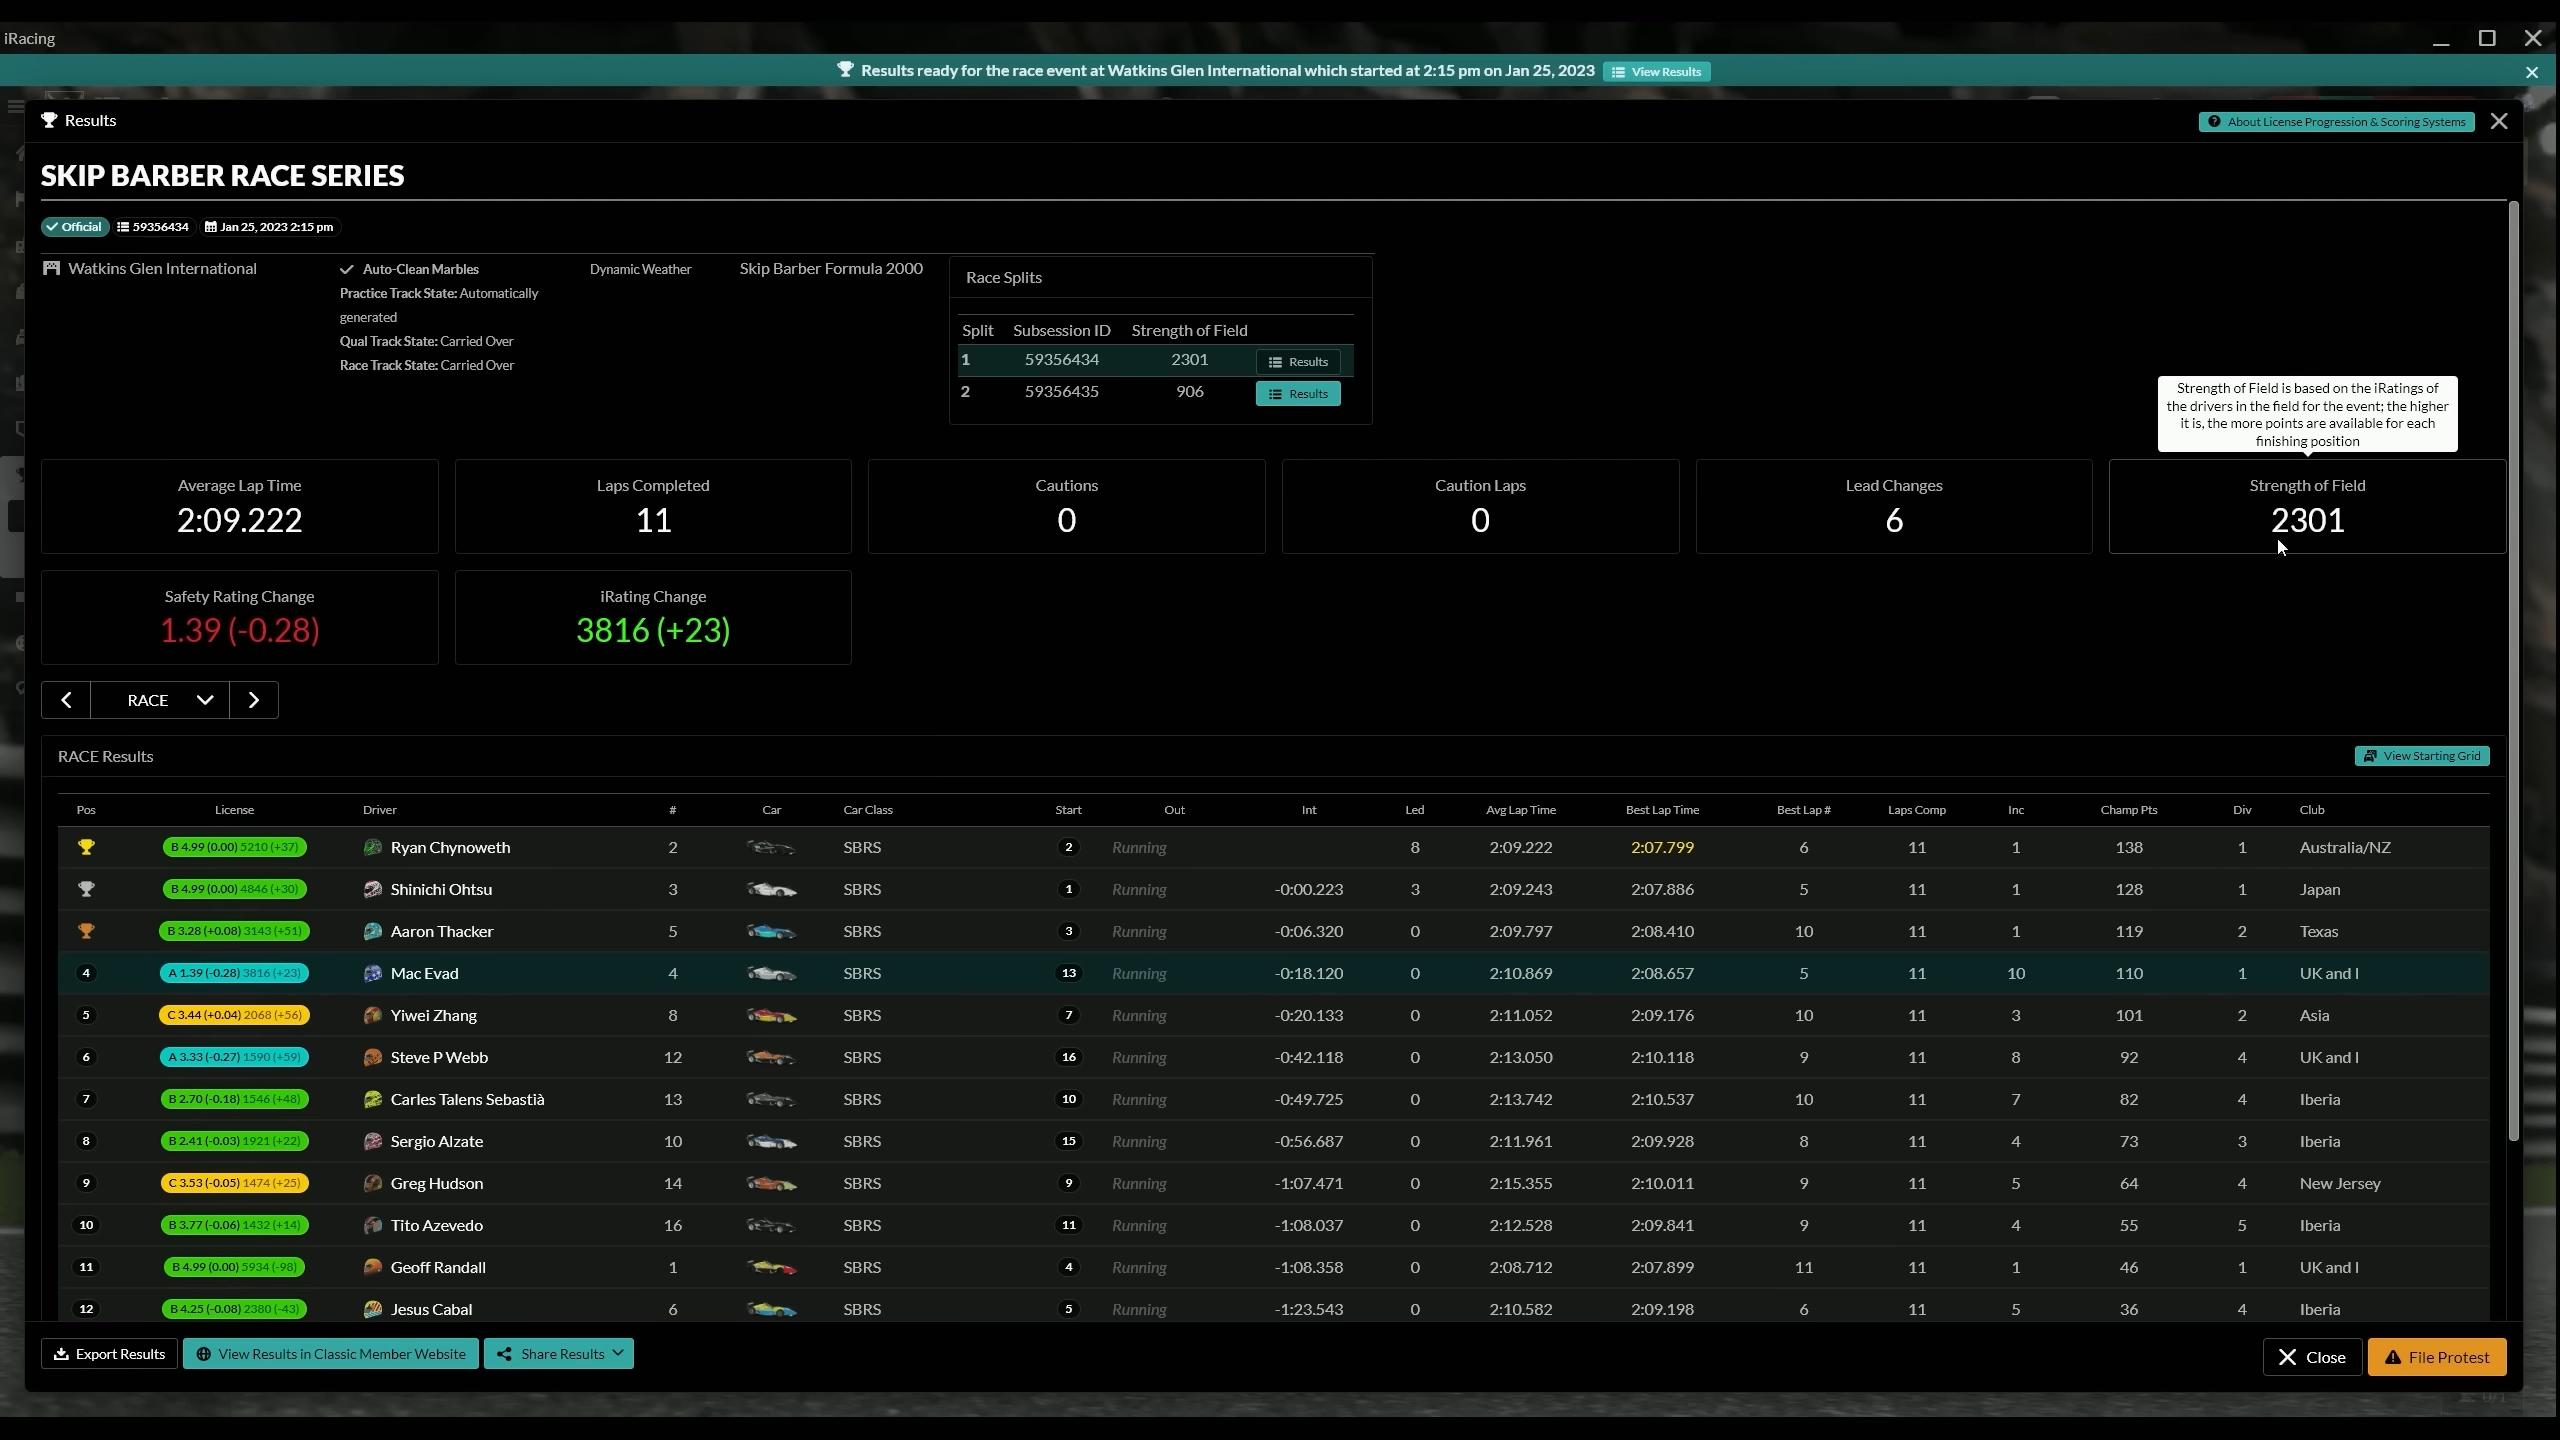 iRacing
Results ready for the race event at Watkins Glen International which started at 2:15 pm on Jan 25, 2023 View Results
Results
About License Progression & Scoring Systems
SKIP BARBER RACE SERIES
Official 59356434 Jan 25, 2023 2:15 pm
Watkins Glen International
Auto-Clean Marbles
Practice Track State: Automatically
generated
Qual Track State: Carried Over
Race Track State: Carried Over
Dynamic Weather
Skip Barber Formula 2000
Race Splits
Split Subsession ID Strength of Field
1 59356434 2301 Results
2 59356435 906 Results
Strength of Field is based on the iRatings of
the drivers in the field for the event; the higher
it is, the more points are available for each
finishing position
Average Lap Time
2:09.222
Laps Completed
11
Cautions
0
Caution Laps
0
Lead Changes
6
Strength of Field
2301
Safety Rating Change
1.39 (-0.28)
iRating Change
3816 (+23)
RACE
RACE Results
View Starting Grid
Pos License Driver # Car Car Class Start Out Int Led Avg Lap Time Best Lap Time Best Lap # Laps Comp Inc Champ Pts Div Club
B 4.99 (0.00) 5210 (+37) Ryan Chynoweth 2 SBRS 2 Running 8 2:09.222 2:07.799 6 11 1 138 1 Australia/NZ
B 4.99 (0.00) 4846 (+30) Shinichi Ohtsu 3 SBRS 1 Running -0:00.223 3 2:09.243 2:07.886 5 11 1 128 1 Japan
B 3.28 (+0.08) 3143 (+51) Aaron Thacker 5 SBRS 3 Running -0:06.320 0 2:09.797 2:08.410 10 11 1 119 2 Texas
4 A 1.39 (-0.28) 3816 (+23) Mac Evad 4 SBRS 13 Running -0:18.120 0 2:10.869 2:08.657 5 11 10 110 1 UK and I
5 C 3.44 (+0.04) 2068 (+56) Yiwei Zhang 8 SBRS 7 Running -0:20.133 0 2:11.052 2:09.176 10 11 3 101 2 Asia
6 A 3.33 (-0.27) 1590 (+59) Steve P Webb 12 SBRS 16 Running -0:42.118 0 2:13.050 2:10.118 9 11 8 92 4 UK and I
7 B 2.70 (-0.18) 1546 (+48) Carles Talens Sebastià 13 SBRS 10 Running -0:49.725 0 2:13.742 2:10.537 10 11 7 82 4 Iberia
8 B 2.41 (-0.03) 1921 (+22) Sergio Alzate 10 SBRS 15 Running -0:56.687 0 2:11.961 2:09.928 8 11 4 73 3 Iberia
9 C 3.53 (-0.05) 1474 (+25) Greg Hudson 14 SBRS 9 Running -1:07.471 0 2:15.355 2:10.011 9 11 5 64 4 New Jersey
10 B 3.77 (-0.06) 1432 (+14) Tito Azevedo 16 SBRS 11 Running -1:08.037 0 2:12.528 2:09.841 9 11 4 55 5 Iberia
11 B 4.99 (0.00) 5934 (-98) Geoff Randall 1 SBRS 4 Running -1:08.358 0 2:08.712 2:07.899 11 11 1 46 1 UK and I
12 B 4.25 (-0.08) 2380 (-43) Jesus Cabal 6 SBRS 5 Running -1:23.543 0 2:10.582 2:09.198 6 11 5 36 4 Iberia
Export Results View Results in Classic Member Website Share Results Close File Protest